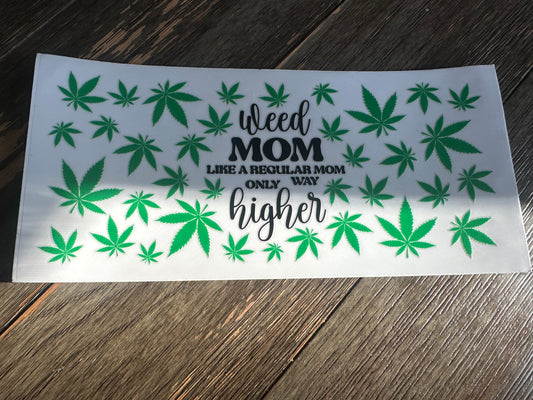 Weed
MOM
LIKE A REGULAR MOM
ONLY WAY
higher